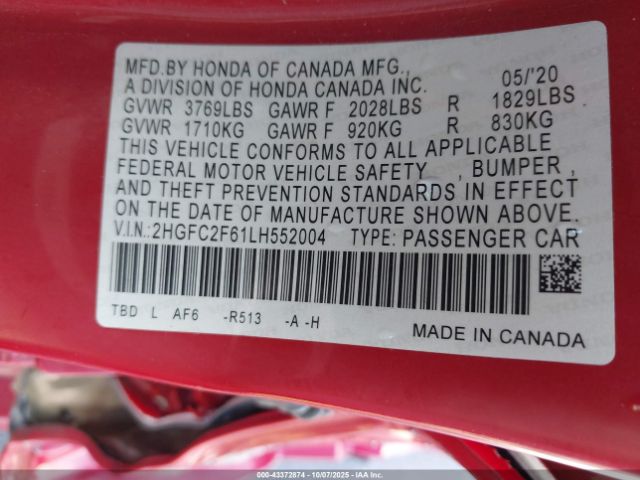 MFD.BY HONDA OF CANADA MFG., 05/'20
A DIVISION OF HONDA CANADA INC.
GVWR 3769LBS GAWR F 2028LBS R 1829LBS
GVWR 1710KG GAWR F 920KG R 830KG
THIS VEHICLE CONFORMS TO ALL APPLICABLE
FEDERAL MOTOR VEHICLE SAFETY , BUMPER ,
AND THEFT PREVENTION STANDARDS IN EFFECT
ON THE DATE OF MANUFACTURE SHOWN ABOVE.
V.I.N.:2HGFC2F61LH552004 TYPE: PASSENGER CAR
TBD L AF6 -R513 -A -H
MADE IN CANADA
000-43372874 | 10/07/2025 | IAA, Inc.